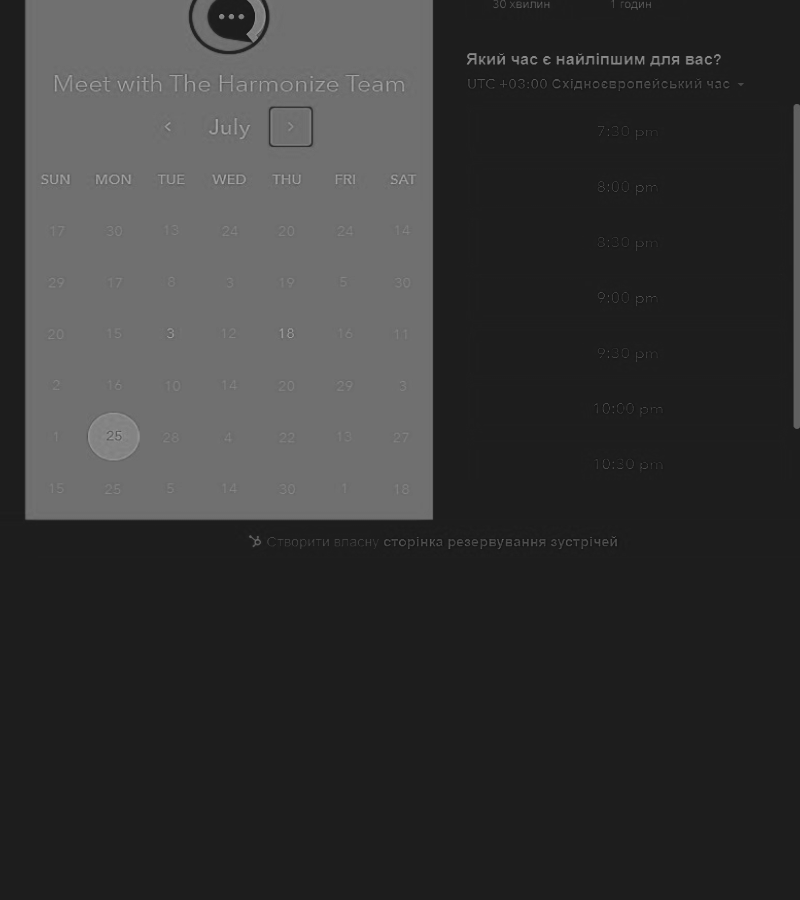 30 хвилин 1 годин
Meet with The Harmonize Team
July
SUN MON TUE WED THU FRI SAT
17 30 13 24 20 24 14
29 17 8 3 19 5 30
20 15 3 12 18 16 11
2 16 10 14 20 29 3
1 25 28 4 22 13 27
15 25 5 14 30 1 18
Який час є найліпшим для вас?
UTC +03:00 Східноєвропейський час
7:30 pm
8:00 pm
8:30 pm
9:00 pm
9:30 pm
10:00 pm
10:30 pm
Створити власну сторінка резервування зустрічей